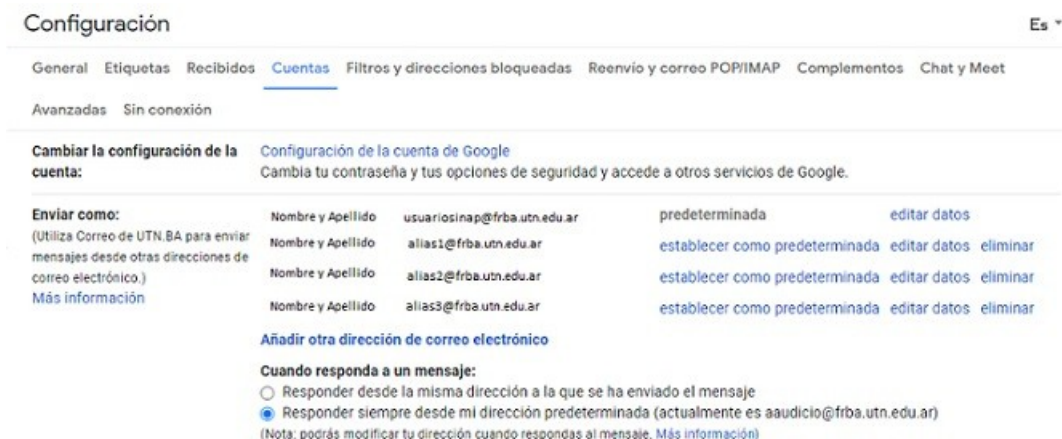 Configuración
Es
General Etiquetas Recibidos Cuentas Filtros y direcciones bloqueadas Reenvío y correo POP/IMAP Complementos Chat y Meet
Avanzadas Sin conexión
Cambiar la configuración de la Configuración de la cuenta de Google
cuenta: Cambia tu contraseña y tus opciones de seguridad y accede a otros servicios de Google.
Enviar como:
(Utiliza Correo de UTN.BA para enviar
mensajes desde otras direcciones de
correo electrónico.)
Más información
Nombre y Apellido usuariosinap@frba.utn.edu.ar predeterminada editar datos
Nombre y Apellido alias1@frba.utn.edu.ar establecer como predeterminada editar datos eliminar
Nombre y Apellido alias2@frba.utn.edu.ar establecer como predeterminada editar datos eliminar
Nombre y Apellido alias3@frba.utn.edu.ar establecer como predeterminada editar datos eliminar
Añadir otra dirección de correo electrónico
Cuando responda a un mensaje:
Responder desde la misma dirección a la que se ha enviado el mensaje
Responder siempre desde mi dirección predeterminada (actualmente es aaudicio@frba.utn.edu.ar)
(Nota: podrás modificar tu dirección cuando respondas al mensaje. Más información)